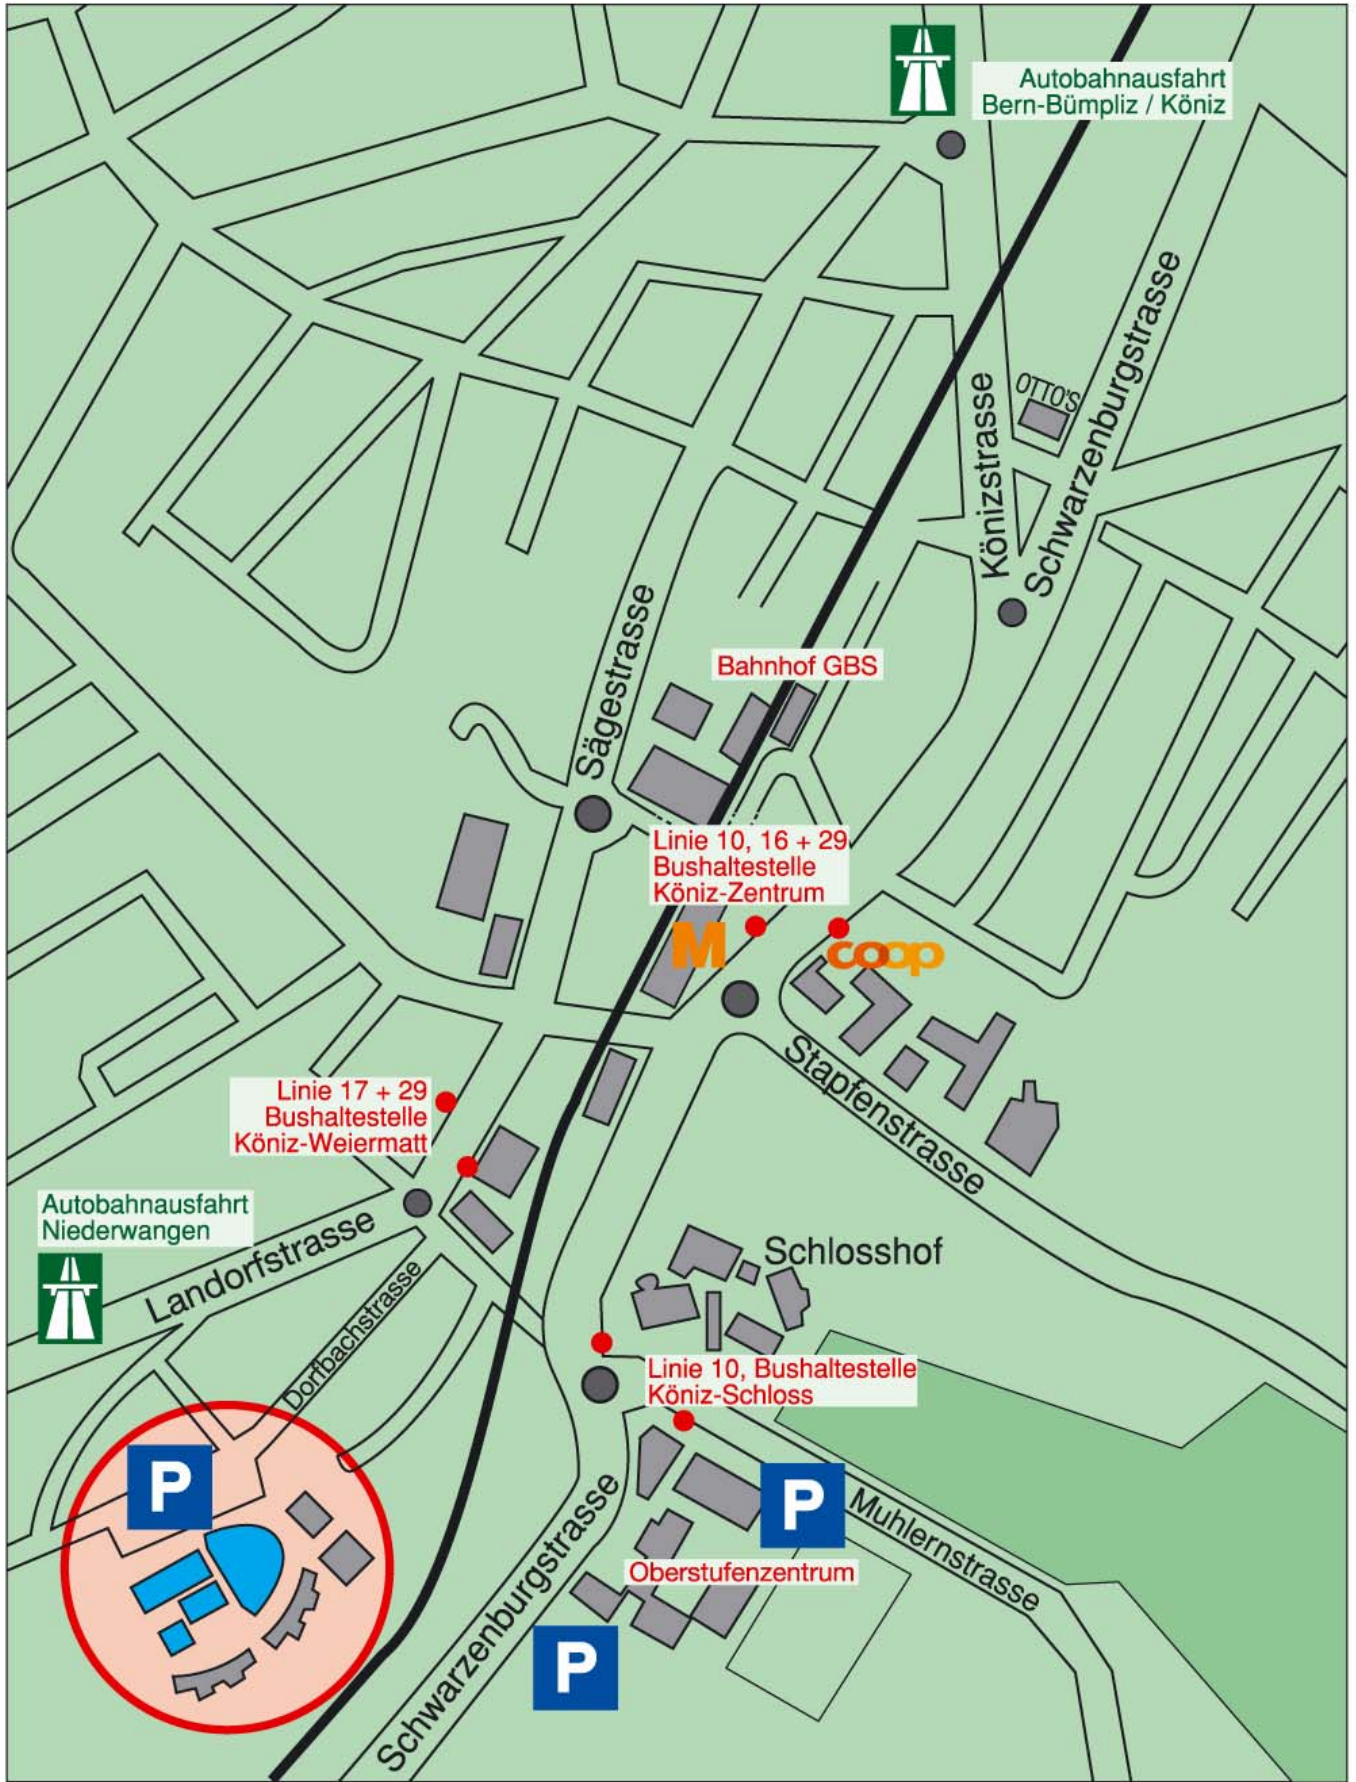 Autobahnausfahrt
Bern-Bümpliz / Köniz
Schwarzenburgstrasse
OTTO'S
Könizstrasse
Sägestrasse
Bahnhof GBS
Linie 10, 16 + 29
Bushaltestelle
Köniz-Zentrum
M
coop
Stapfenstrasse
Linie 17 + 29
Bushaltestelle
Köniz-Weiermatt
Autobahnausfahrt
Niederwangen
Landorfstrasse
Dorfbachstrasse
Schlosshof
Linie 10, Bushaltestelle
Köniz-Schloss
P
P
Muhlernstrasse
Oberstufenzentrum
Schwarzenburgstrasse
P